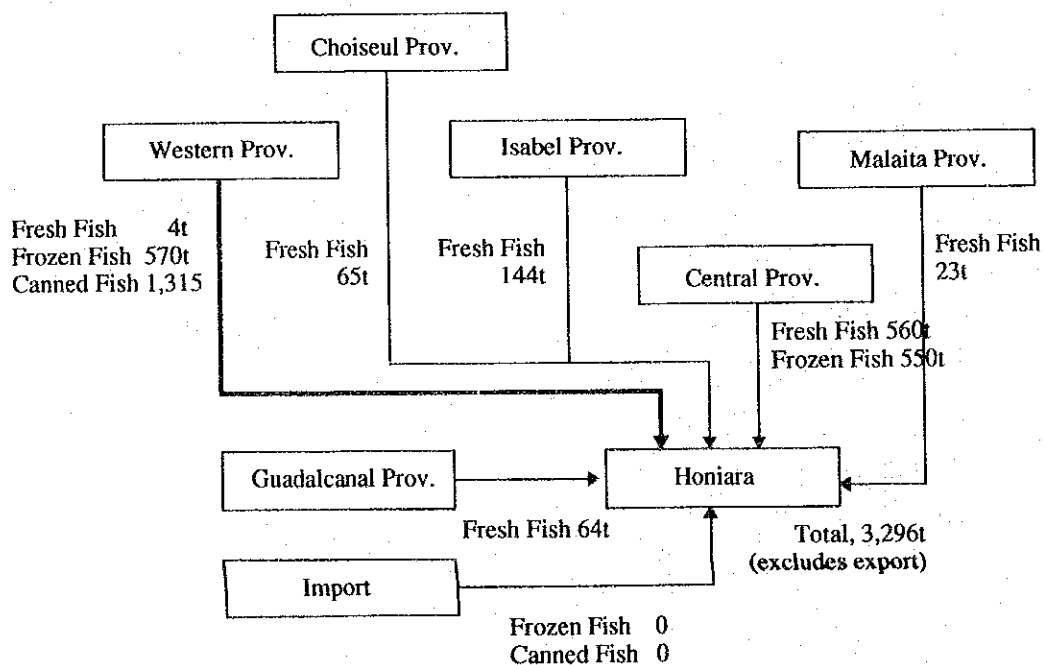 Choiseul Prov.
Western Prov.
Isabel Prov.
Malaita Prov.
Fresh Fish 4t
Frozen Fish 570t
Canned Fish 1,315
Fresh Fish
65t
Fresh Fish
144t
Central Prov.
Fresh Fish
23t
Fresh Fish 560t
Frozen Fish 550t
Guadalcanal Prov.
Honiara
Fresh Fish 64t
Total, 3,296t
(excludes export)
Import
Frozen Fish 0
Canned Fish 0